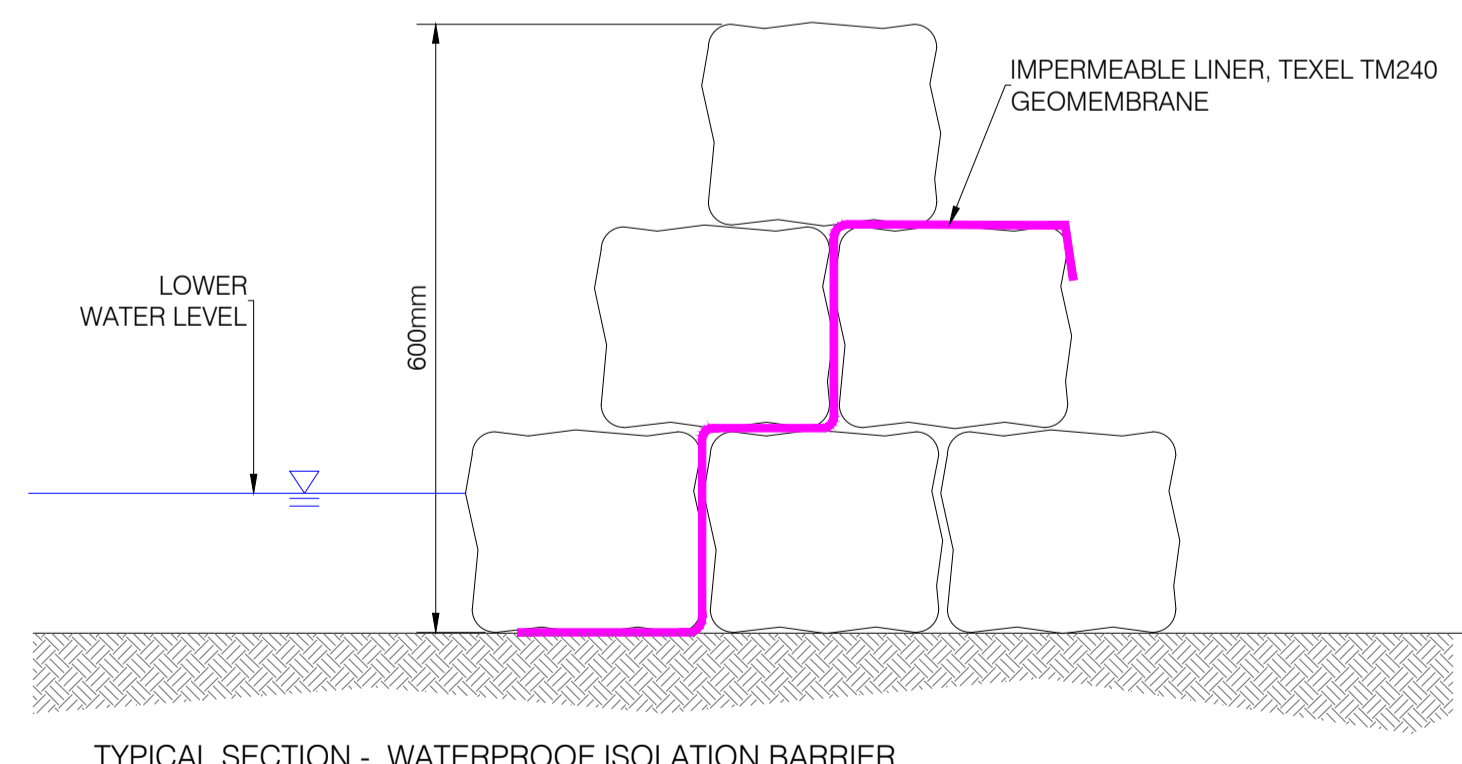 IMPERMEABLE LINER, TEXEL TM240
GEOMEMBRANE
LOWER
WATER LEVEL
600mm
TYPICAL SECTION - WATERPROOF ISOLATION BARRIER